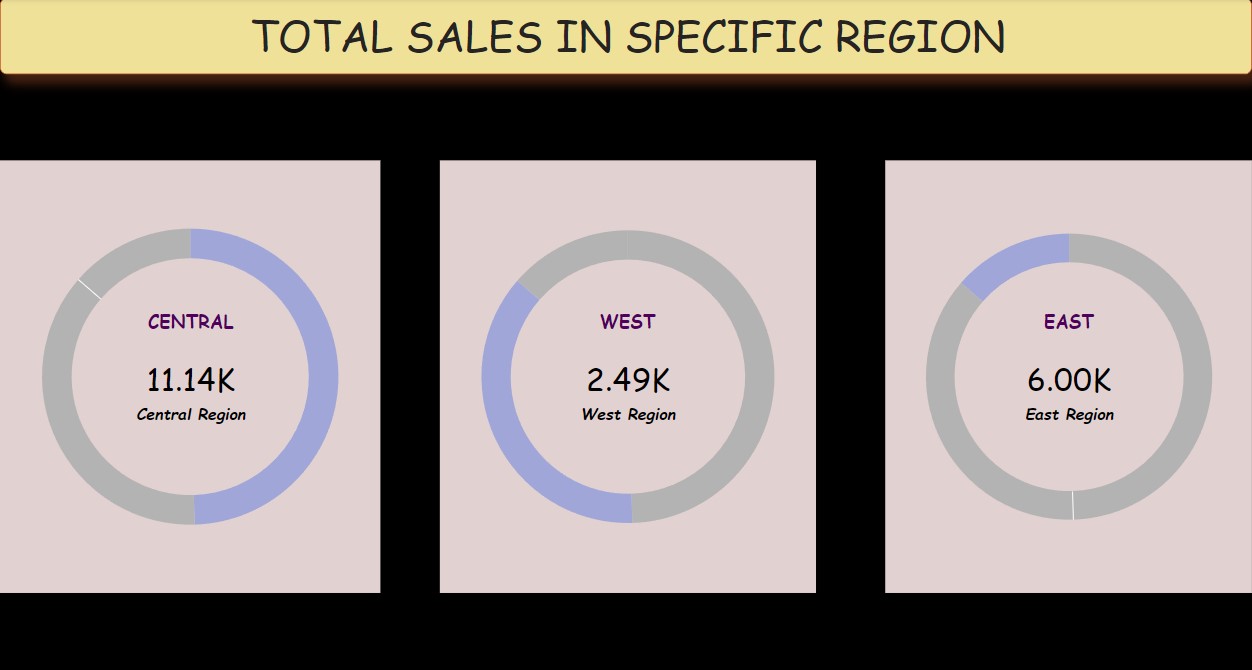 TOTAL SALES IN SPECIFIC REGION
CENTRAL
11.14K
Central Region
WEST
2.49K
West Region
EAST
6.00K
East Region